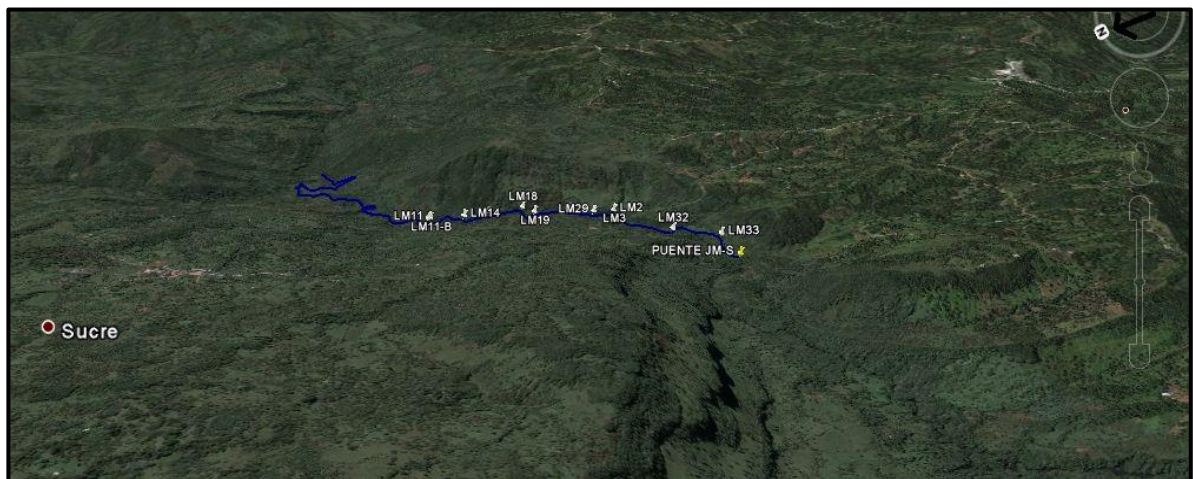 N
LM18
LM11
LM14
LM29
LM2
LM11-B
LM19
LM3
LM32
LM33
PUENTE JM-S
Sucre